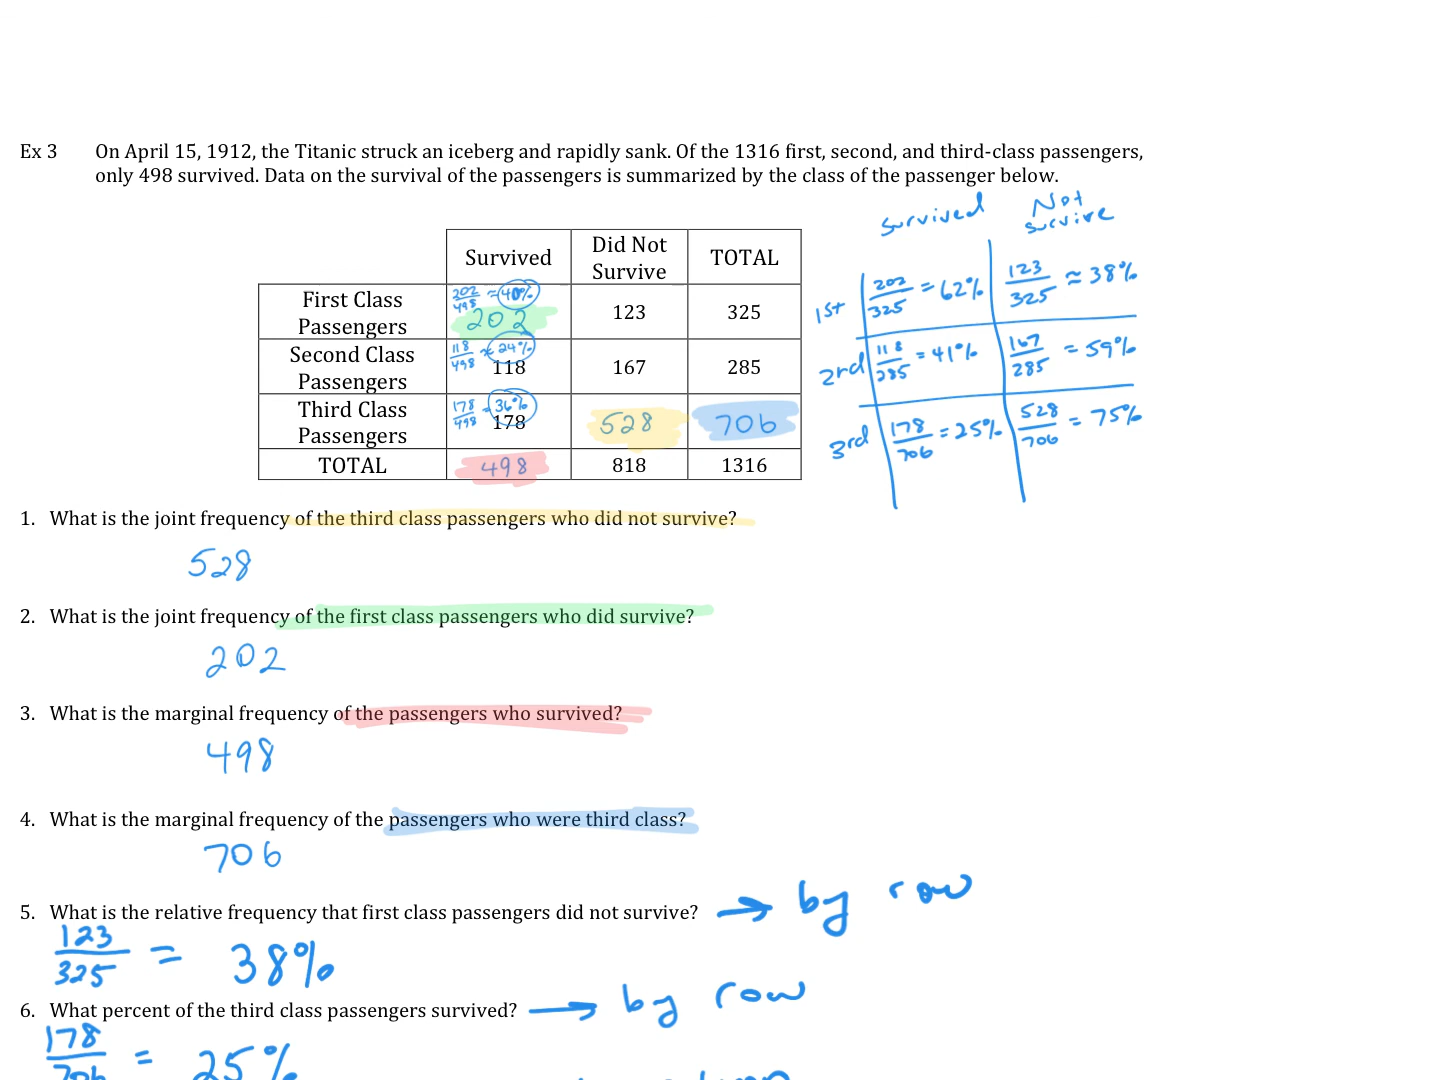 Ex 3 On April 15, 1912, the Titanic struck an iceberg and rapidly sank. Of the 1316 first, second, and third-class passengers,
only 498 survived. Data on the survival of the passengers is summarized by the class of the passenger below.
survived Not
survive
Survived Did Not
Survive TOTAL
First Class
Passengers 202/498 = 40% 202 123 325
Second Class
Passengers 118/498 ≈ 24% 118 167 285
Third Class
Passengers 178/498 = 36% 178 528 706
TOTAL 498 818 1316
1st 202/325 = 62% 123/325 ≈ 38%
2rd 118/285 = 41% 167/285 = 59%
3rd 178/706 = 25% 528/706 = 75%
1. What is the joint frequency of the third class passengers who did not survive?
528
2. What is the joint frequency of the first class passengers who did survive?
202
3. What is the marginal frequency of the passengers who survived?
498
4. What is the marginal frequency of the passengers who were third class?
706
5. What is the relative frequency that first class passengers did not survive? → by row
123/325 = 38%
6. What percent of the third class passengers survived? → by row
178/706 = 25%